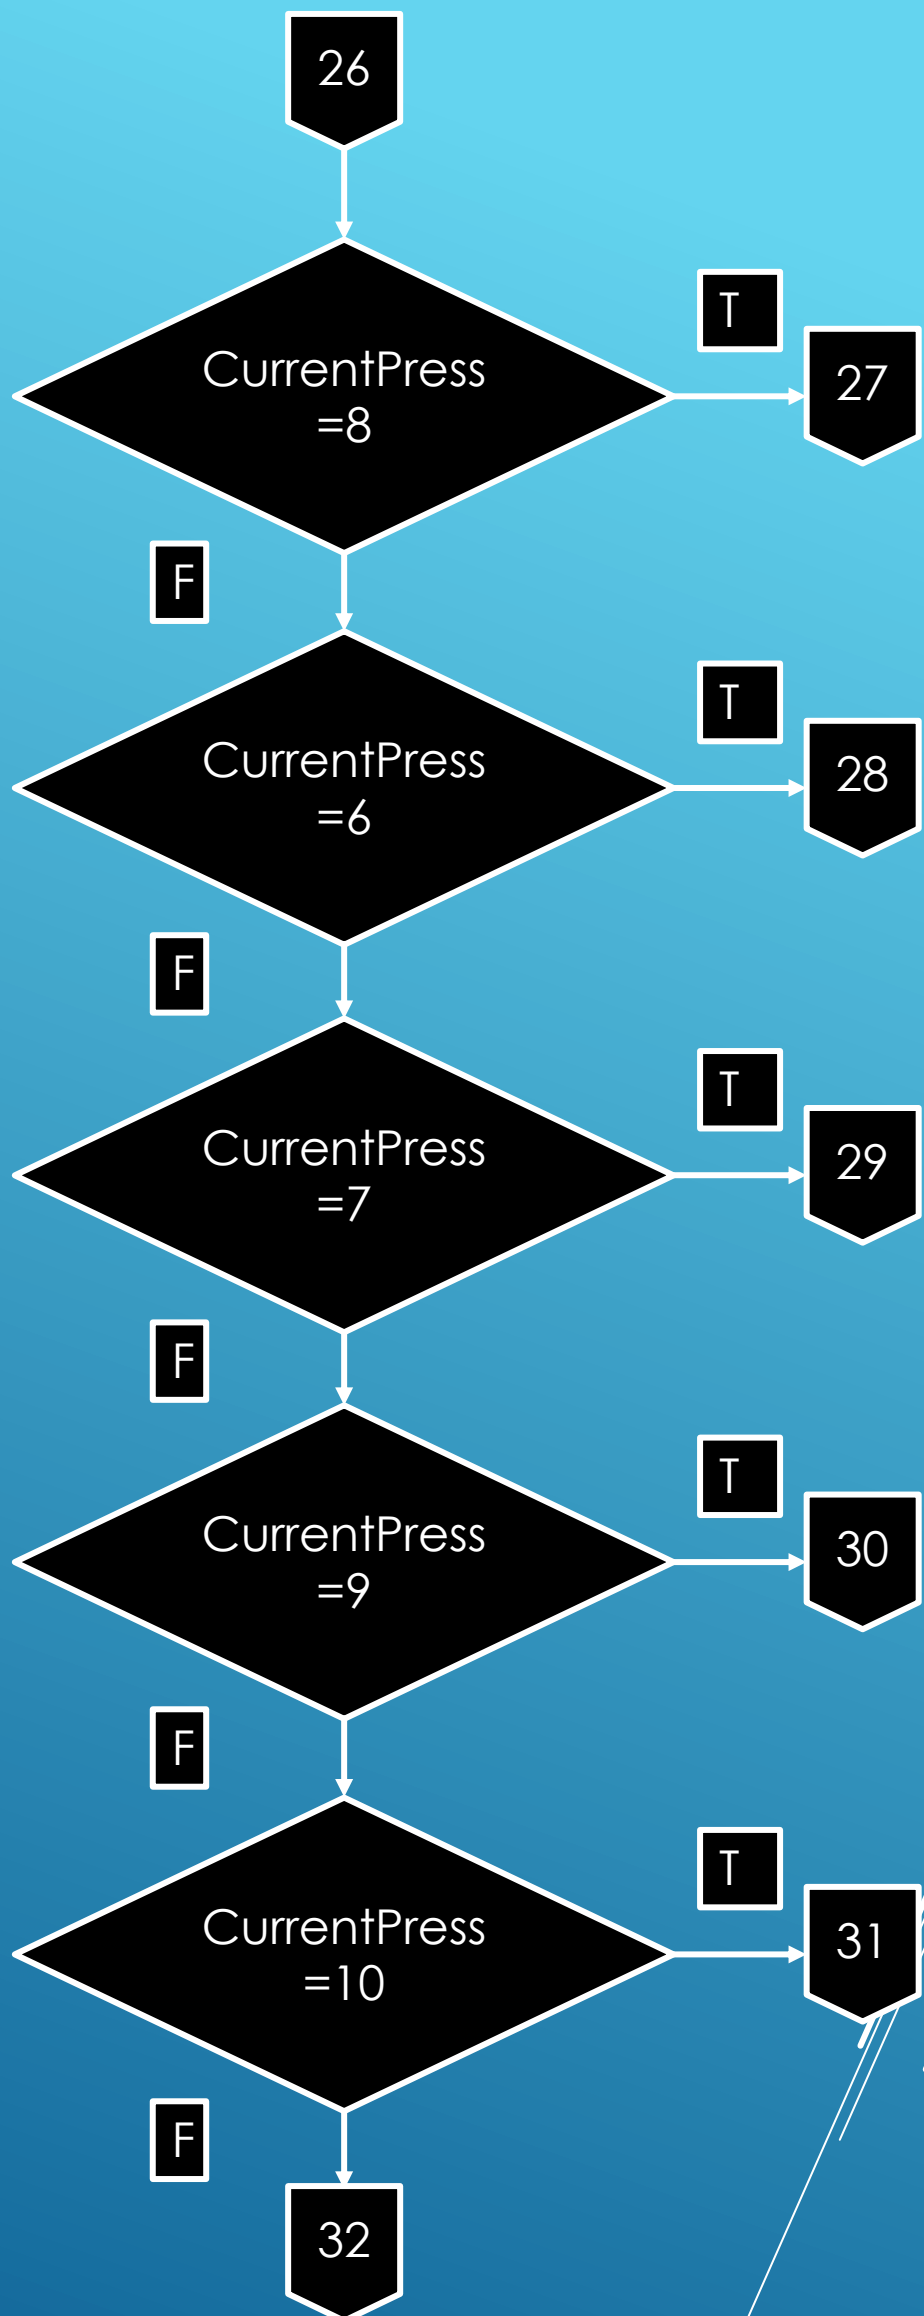 26
CurrentPress
=8
T
27
F
CurrentPress
=6
T
28
F
CurrentPress
=7
T
29
F
CurrentPress
=9
T
30
F
CurrentPress
=10
T
31
F
32